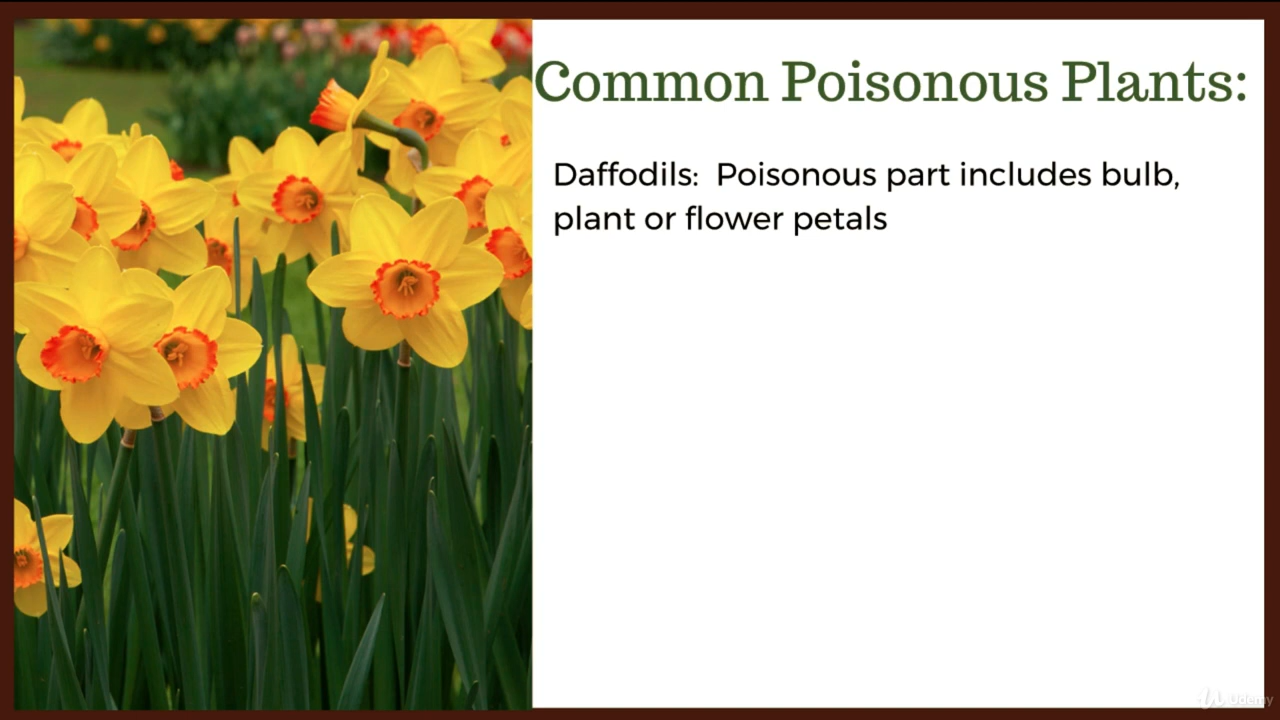 Common Poisonous Plants:
Daffodils: Poisonous part includes bulb,
plant or flower petals
Udemy